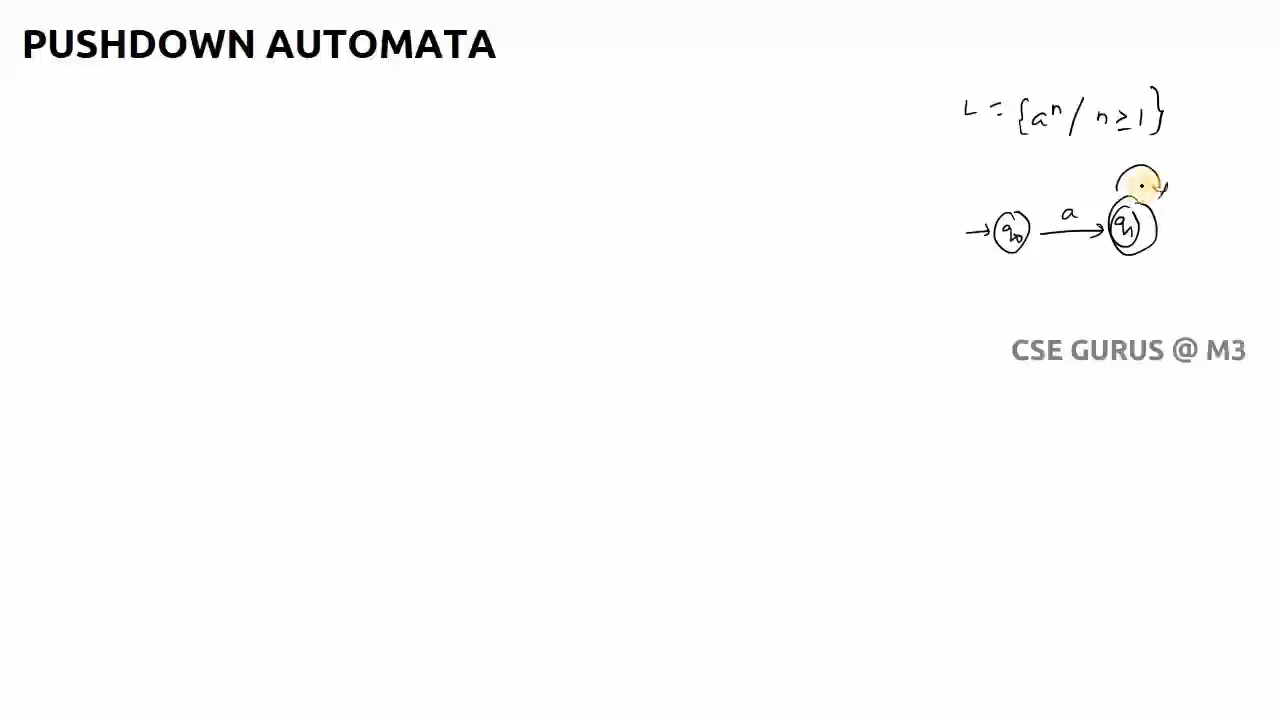 PUSHDOWN AUTOMATA
L = {aⁿ / n ≥ 1}
a
q₀ q₁
CSE GURUS @ M3